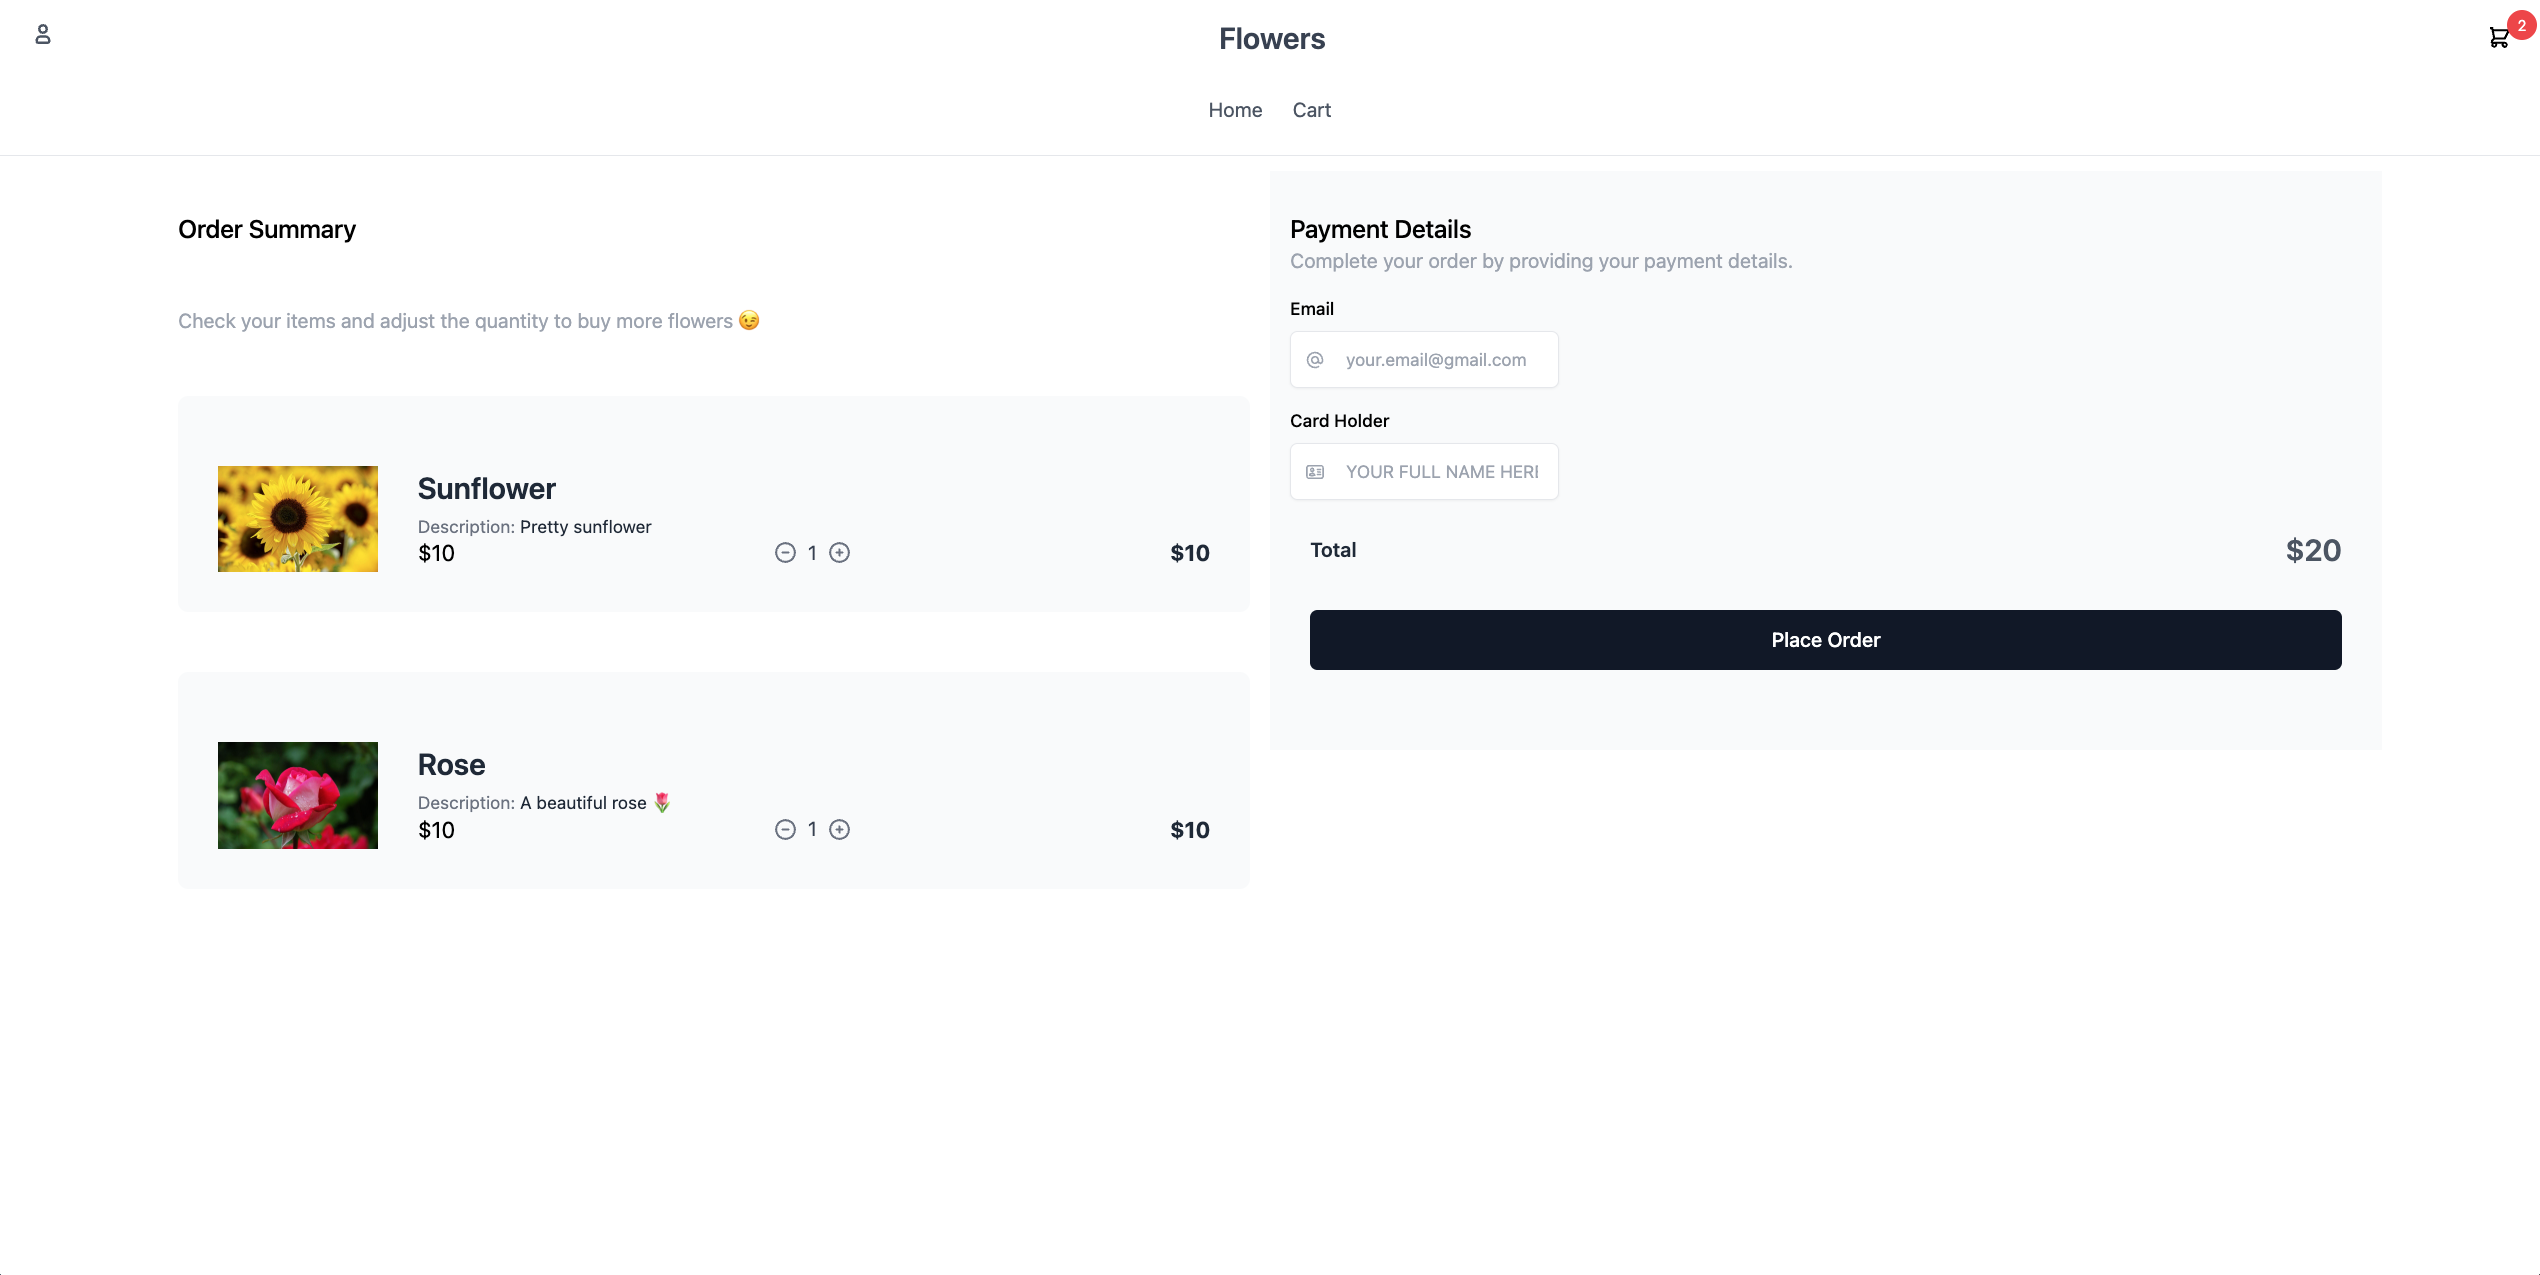 Flowers
2
Home Cart
Order Summary
Check your items and adjust the quantity to buy more flowers 😉
Sunflower
Description: Pretty sunflower
$10 1 $10
Rose
Description: A beautiful rose 🌷
$10 1 $10
Payment Details
Complete your order by providing your payment details.
Email
your.email@gmail.com
Card Holder
YOUR FULL NAME HERE
Total $20
Place Order